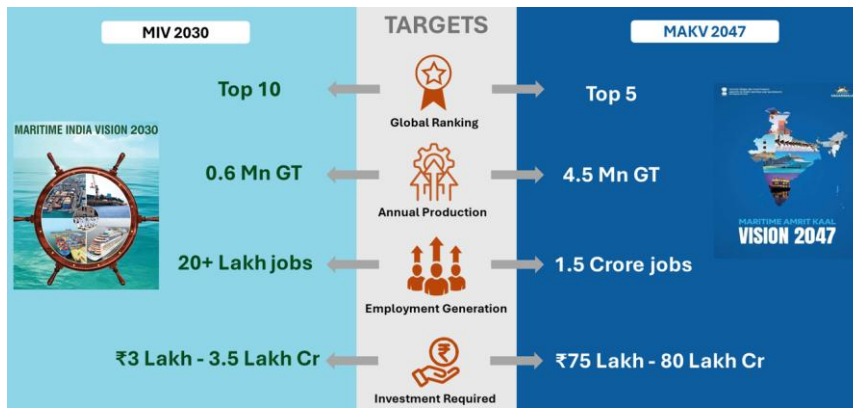 MIV 2030
TARGETS
MAKV 2047
Top 10
Global Ranking
Top 5
MARITIME INDIA VISION 2030
0.6 Mn GT
Annual Production
4.5 Mn GT
MARITIME AMRIT KAAL
VISION 2047
20+ Lakh jobs
Employment Generation
1.5 Crore jobs
₹3 Lakh - 3.5 Lakh Cr
Investment Required
₹75 Lakh - 80 Lakh Cr